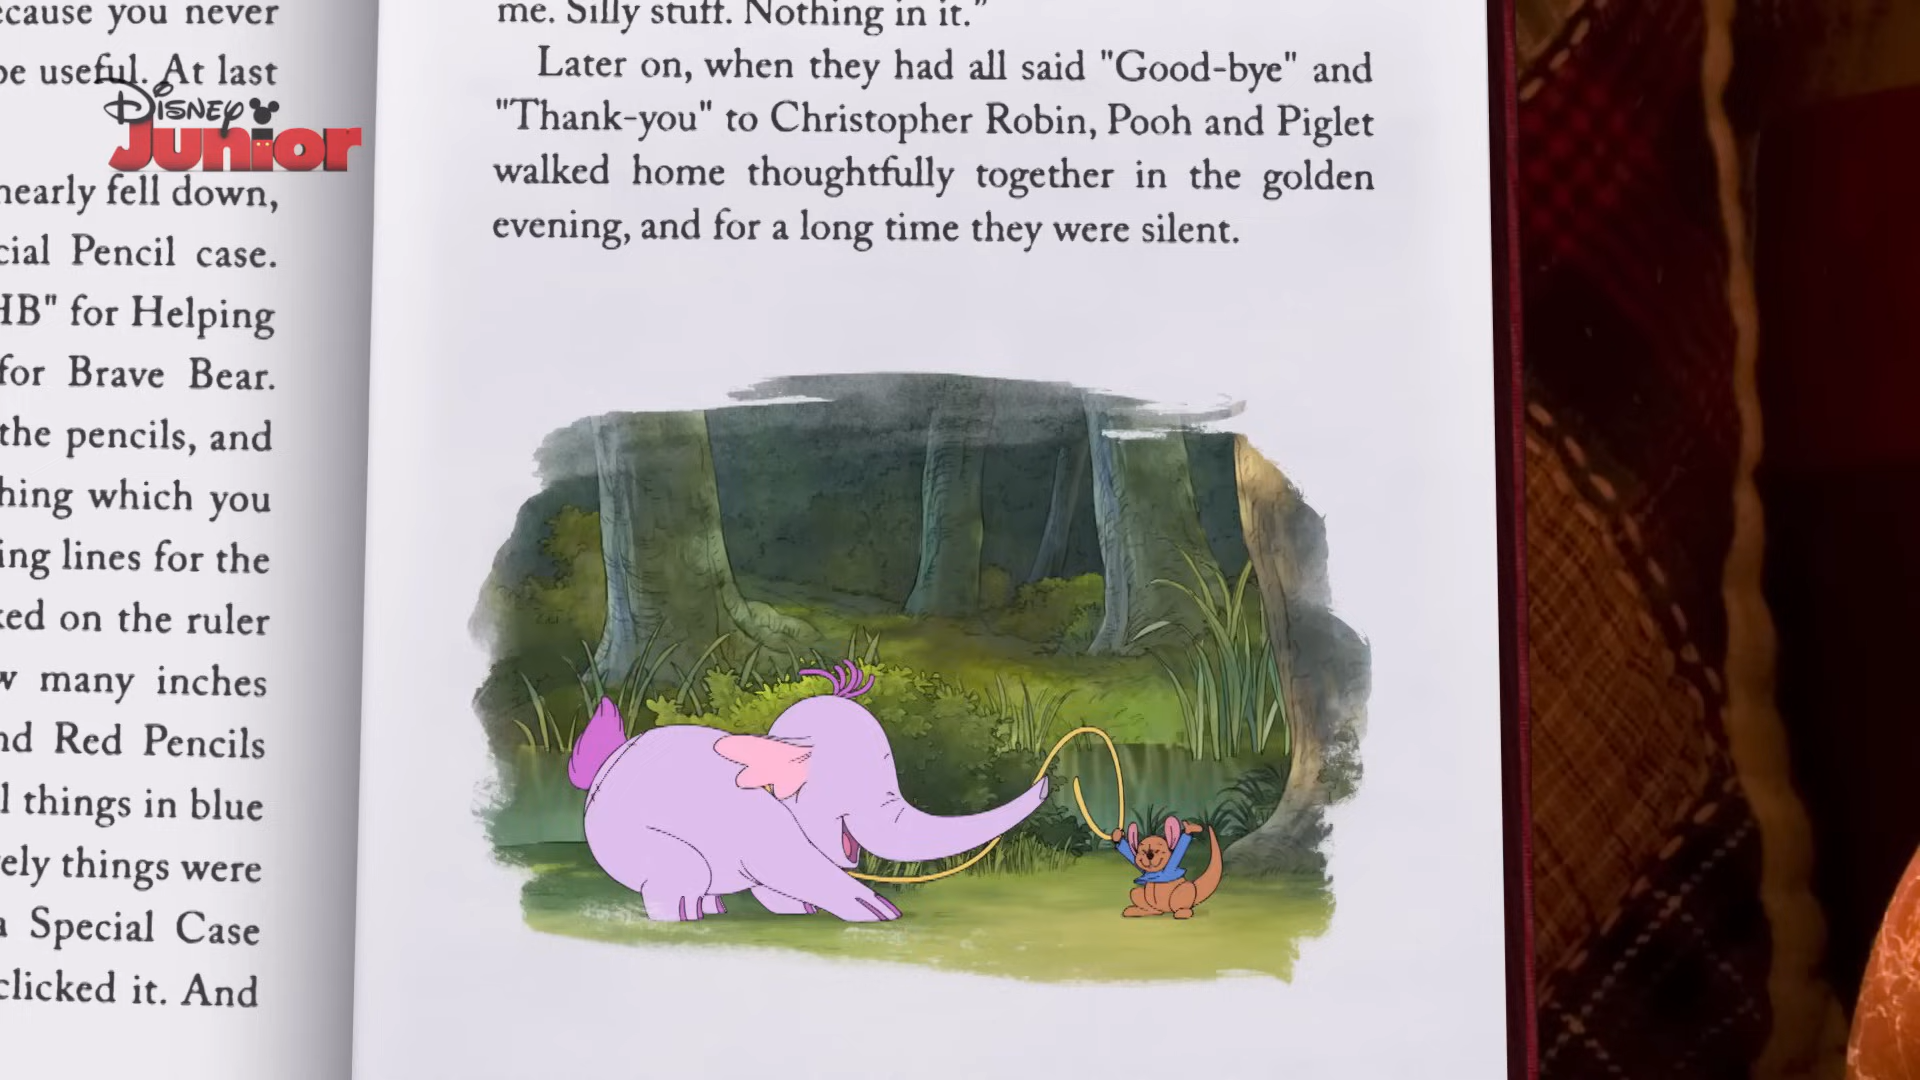 ecause you never
be useful. At last
Disney
Junior
nearly fell down,
cial Pencil case.
HB" for Helping
for Brave Bear.
the pencils, and
hing which you
ing lines for the
ked on the ruler
w many inches
nd Red Pencils
l things in blue
ely things were
a Special Case
clicked it. And
me. Silly stuff. Nothing in it."
Later on, when they had all said "Good-bye" and
"Thank-you" to Christopher Robin, Pooh and Piglet
walked home thoughtfully together in the golden
evening, and for a long time they were silent.